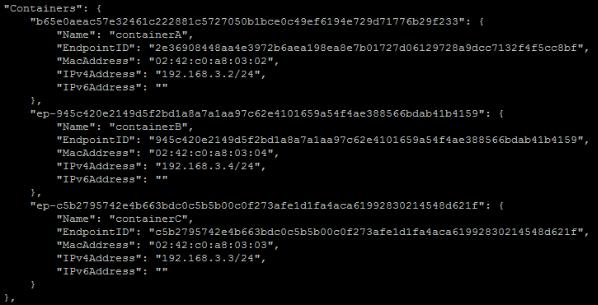 "Containers": {
    "b65e0aeac57e32461c222881c5727050b1bce0c49ef6194e729d71776b29f233": {
        "Name": "containerA",
        "EndpointID": "2e36908448aa4e3972b6aea198ea8e7b01727d06129728a9dcc7132f4f5cc8bf",
        "MacAddress": "02:42:c0:a8:03:02",
        "IPv4Address": "192.168.3.2/24",
        "IPv6Address": ""
    },
    "ep-945c420e2149d5f2bd1a8a7a1aa97c62e4101659a54f4ae388566bdab41b4159": {
        "Name": "containerB",
        "EndpointID": "945c420e2149d5f2bd1a8a7a1aa97c62e4101659a54f4ae388566bdab41b4159",
        "MacAddress": "02:42:c0:a8:03:04",
        "IPv4Address": "192.168.3.4/24",
        "IPv6Address": ""
    },
    "ep-c5b2795742e4b663bdc0c5b5b00c0f273afe1d1fa4aca61992830214548d621f": {
        "Name": "containerC",
        "EndpointID": "c5b2795742e4b663bdc0c5b5b00c0f273afe1d1fa4aca61992830214548d621f",
        "MacAddress": "02:42:c0:a8:03:03",
        "IPv4Address": "192.168.3.3/24",
        "IPv6Address": ""
    }
},